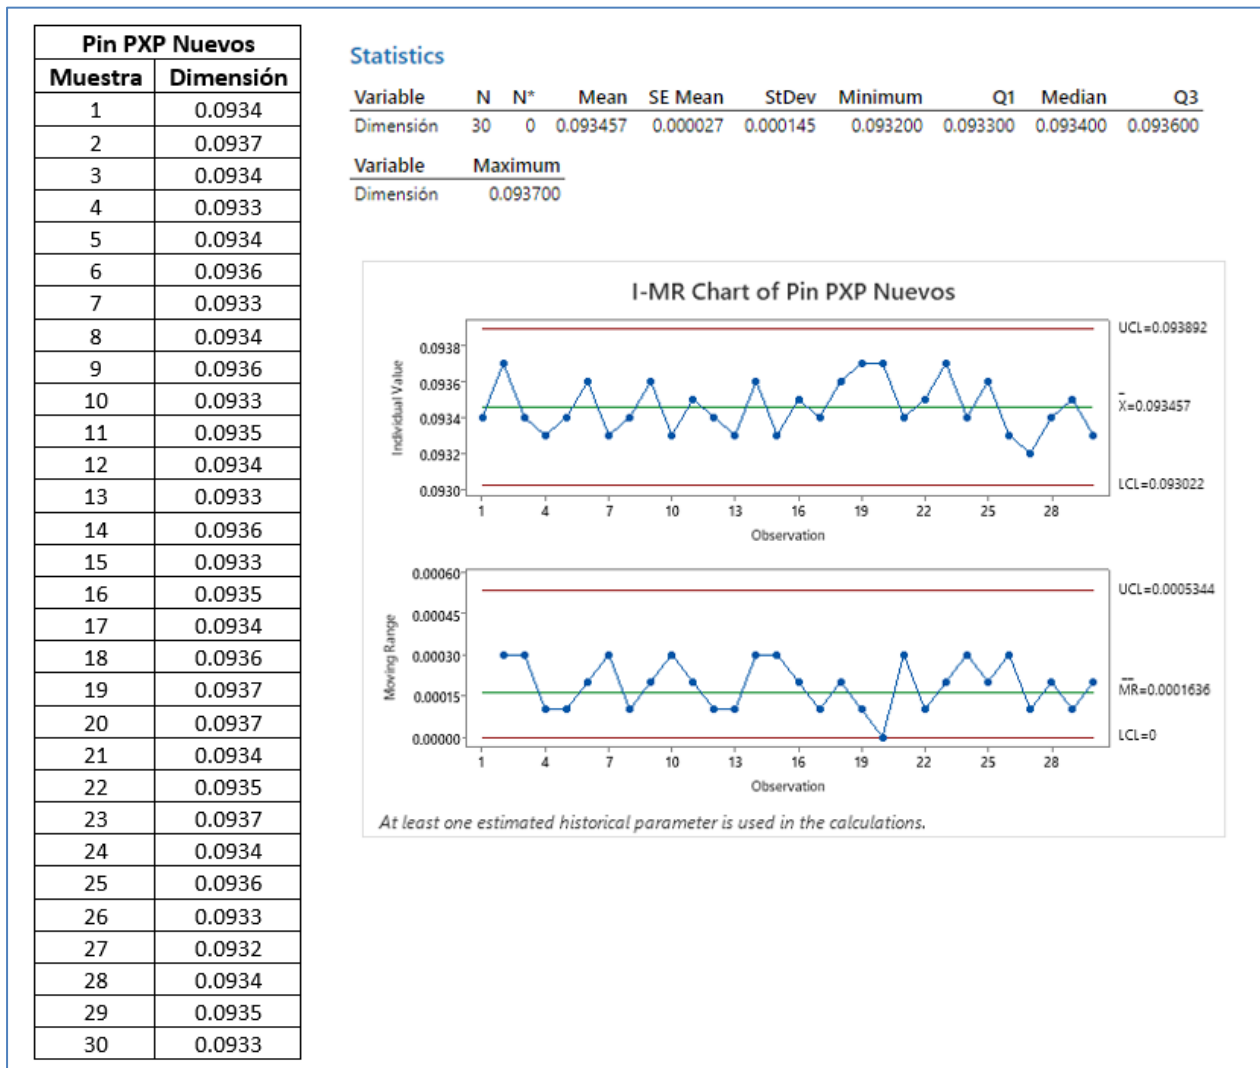 Pin PXP Nuevos
Muestra Dimensión
1 0.0934
2 0.0937
3 0.0934
4 0.0933
5 0.0934
6 0.0936
7 0.0933
8 0.0934
9 0.0936
10 0.0933
11 0.0935
12 0.0934
13 0.0933
14 0.0936
15 0.0933
16 0.0935
17 0.0934
18 0.0936
19 0.0937
20 0.0937
21 0.0934
22 0.0935
23 0.0937
24 0.0934
25 0.0936
26 0.0933
27 0.0932
28 0.0934
29 0.0935
30 0.0933
Statistics
Variable N N* Mean SE Mean StDev Minimum Q1 Median Q3
Dimensión 30 0 0.093457 0.000027 0.000145 0.093200 0.093300 0.093400 0.093600
Variable Maximum
Dimensión 0.093700
I-MR Chart of Pin PXP Nuevos
UCL=0.093892
0.0938
0.0936
X̄=0.093457
0.0934
0.0932
LCL=0.093022
0.0930
Individual Value
1 4 7 10 13 16 19 22 25 28
Observation
0.00060
UCL=0.0005344
0.00045
0.00030
M̄R̄=0.0001636
0.00015
LCL=0
0.00000
Moving Range
1 4 7 10 13 16 19 22 25 28
Observation
At least one estimated historical parameter is used in the calculations.